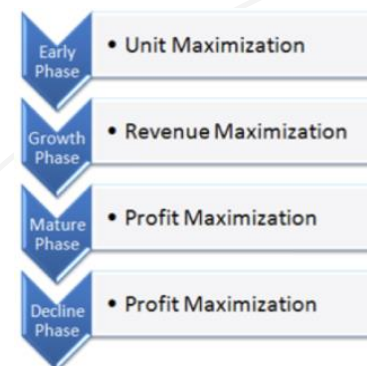 Early
Phase
• Unit Maximization
Growth
Phase
• Revenue Maximization
Mature
Phase
• Profit Maximization
Decline
Phase
• Profit Maximization